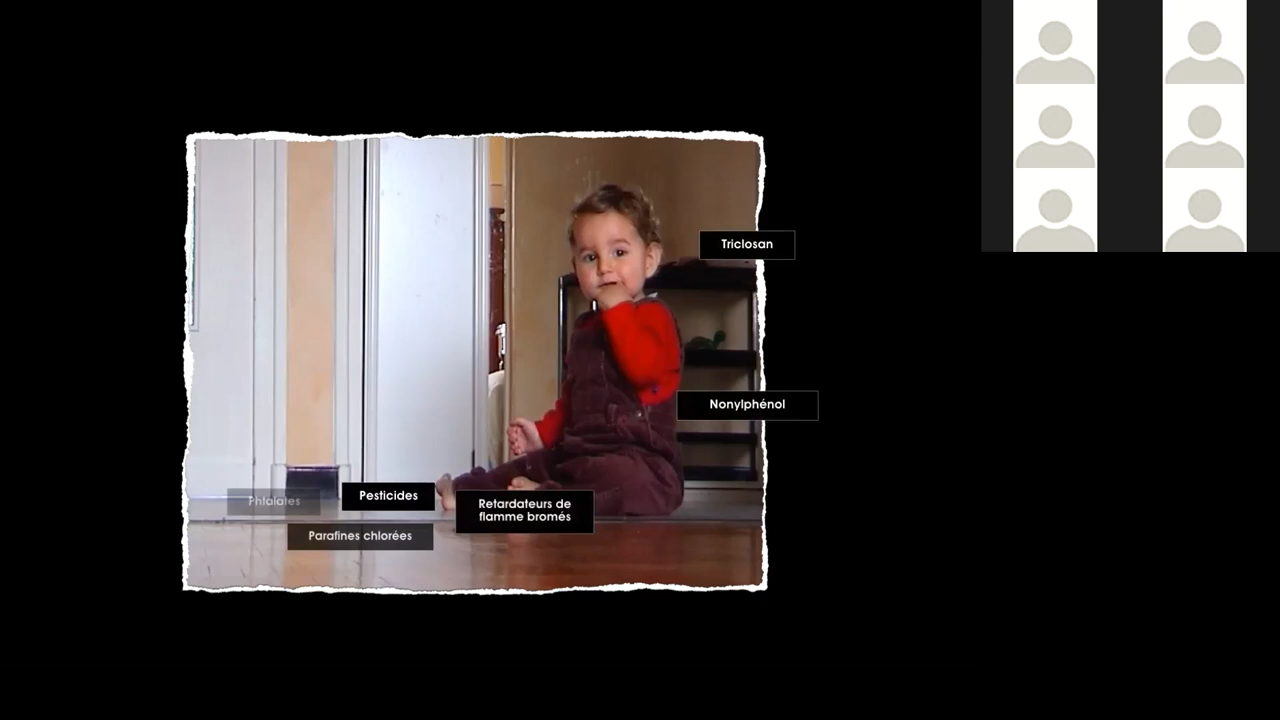 Triclosan
Nonylphénol
Phtalates
Pesticides
Retardateurs de
flamme bromés
Parafines chlorées